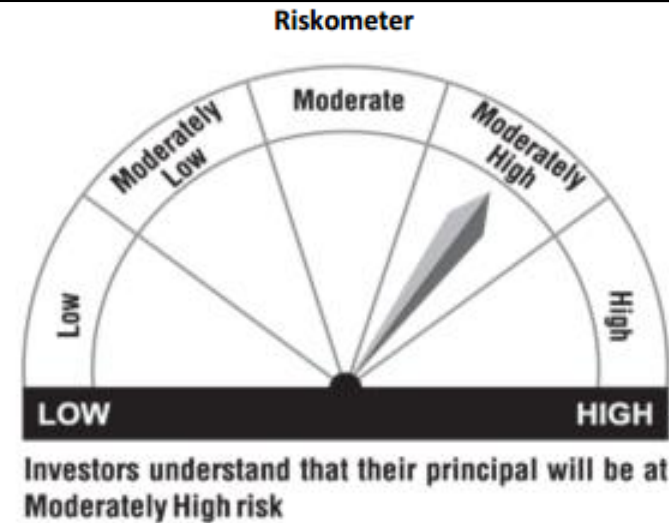 Riskometer
Low
Moderately
Low
Moderate
Moderately
High
High
LOW
HIGH
Investors understand that their principal will be at
Moderately High risk